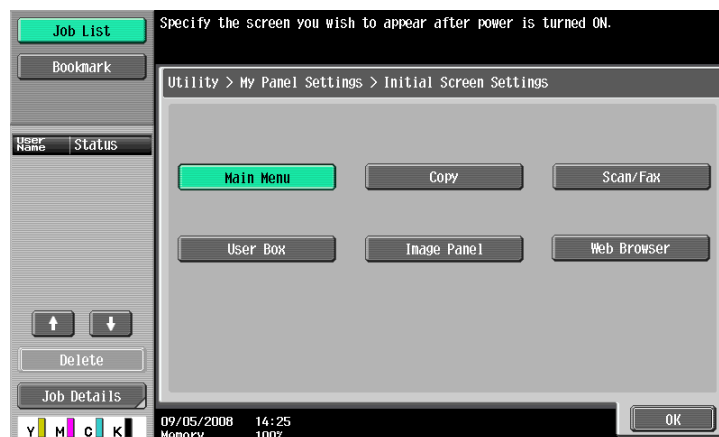 Job List
Specify the screen you wish to appear after power is turned ON.
Bookmark
Utility > My Panel Settings > Initial Screen Settings
User Name Status
Main Menu
Copy
Scan/Fax
User Box
Image Panel
Web Browser
Delete
Job Details
OK
09/05/2008 14:25
Y M C K
Memory 100%